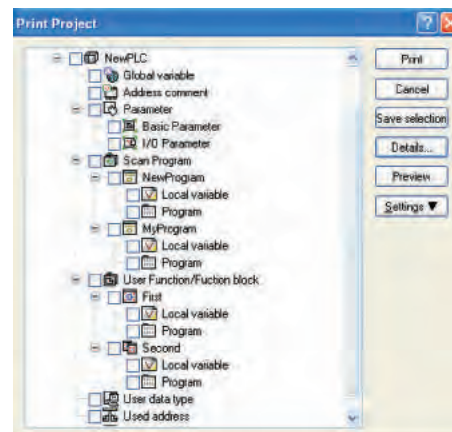 Print Project
NewPLC
Global variable
Address comment
Parameter
Basic Parameter
I/O Parameter
Scan Program
NewProgram
Local variable
Program
MyProgram
Local variable
Program
User Function/Fuction block
First
Local variable
Program
Second
Local variable
Program
User data type
Used address
Print
Cancel
Save selection
Details...
Preview
Settings ▼